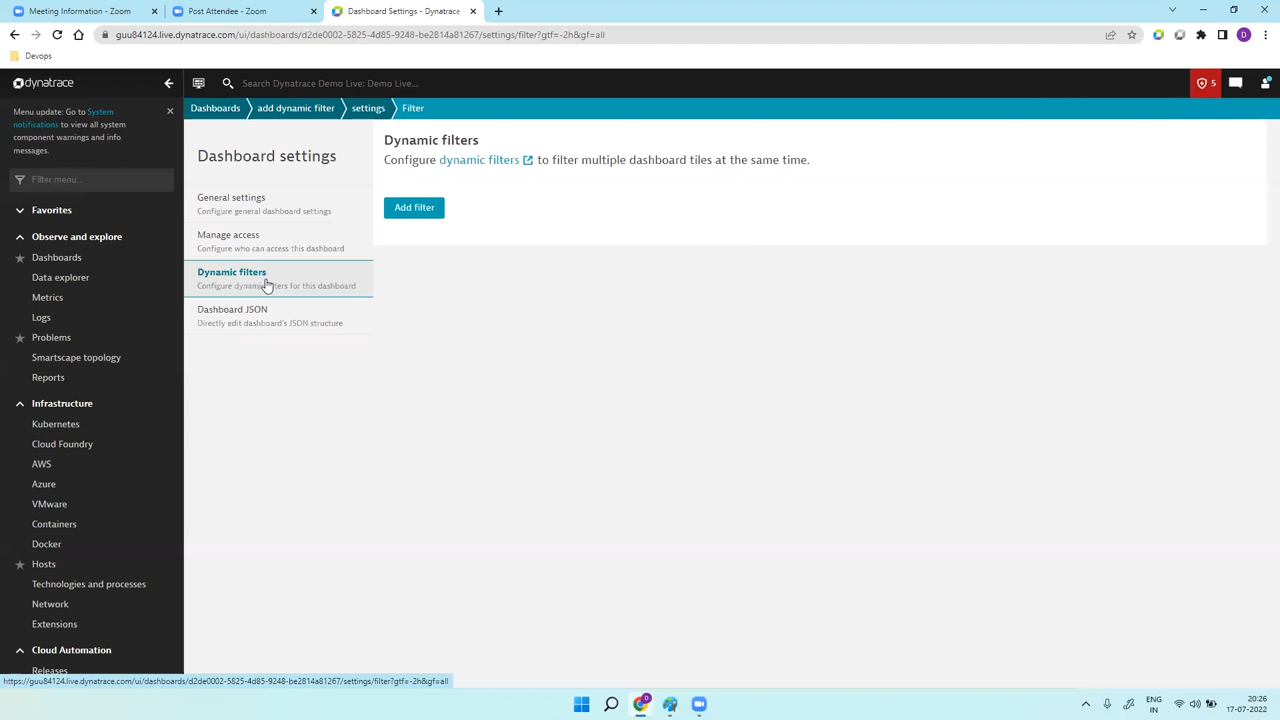 Meeting Information - Zoom
Post Attendee - Zoom
Dashboard Settings - Dynatrace
guu84124.live.dynatrace.com/ui/dashboards/d2de0002-5825-4d85-9248-be2814a81267/settings/filter?gtf=-2h&gf=all
D
Devops
dynatrace
Search Dynatrace Demo Live: Demo Live...
5
Menu update: Go to System
notifications to view all system
component warnings and info
messages.
Filter menu...
Favorites
Observe and explore
Dashboards
Data explorer
Metrics
Logs
Problems
Smartscape topology
Reports
Infrastructure
Kubernetes
Cloud Foundry
AWS
Azure
VMware
Containers
Docker
Hosts
Technologies and processes
Network
Extensions
Cloud Automation
Releases
Dashboards
add dynamic filter
settings
Filter
Dashboard settings
General settings
Configure general dashboard settings
Manage access
Configure who can access this dashboard
Dynamic filters
Configure dynamic filters for this dashboard
Dashboard JSON
Directly edit dashboard's JSON structure
Dynamic filters
Configure dynamic filters to filter multiple dashboard tiles at the same time.
Add filter
https://guu84124.live.dynatrace.com/ui/dashboards/d2de0002-5825-4d85-9248-be2814a81267/settings/filter?gtf=-2h&gf=all
D
ENG
IN
20:26
17-07-2022